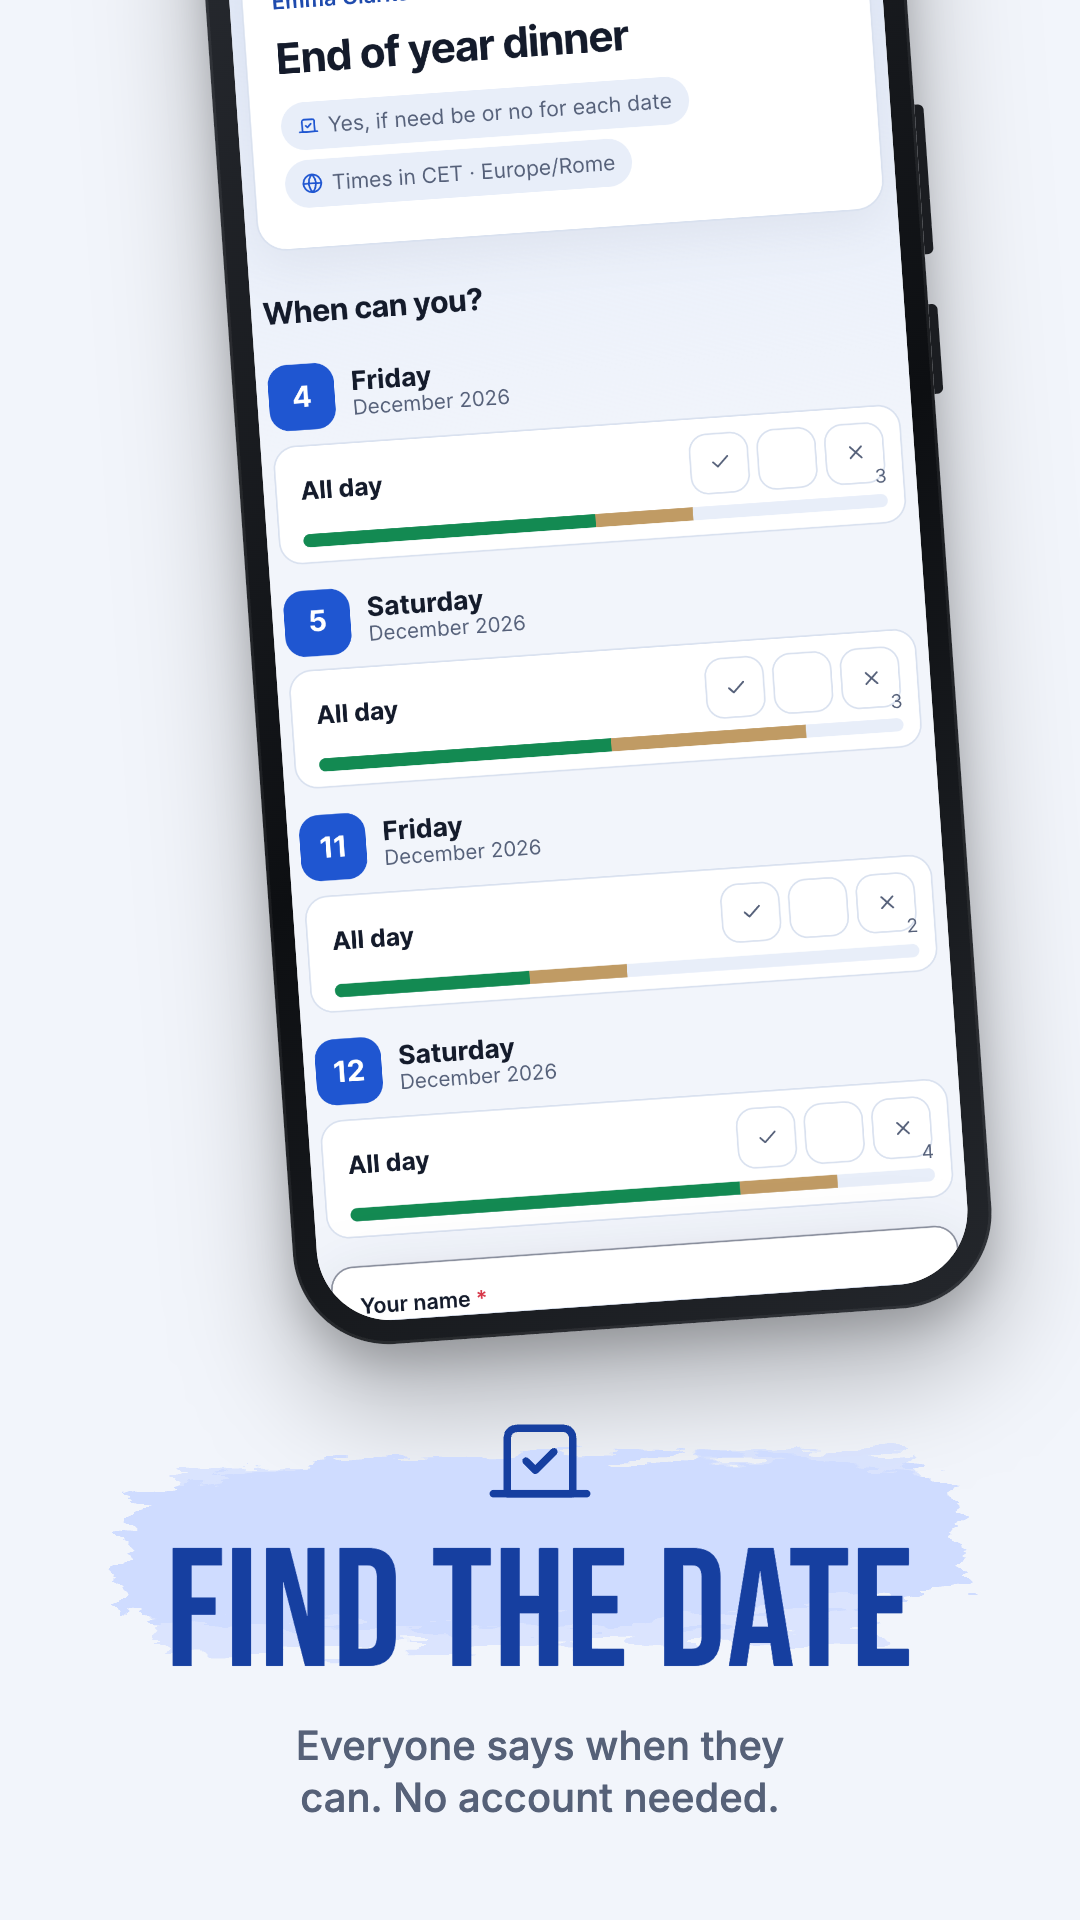 End of year dinner
Yes, if need be or no for each date
Times in CET · Europe/Rome
When can you?
4
Friday
December 2026
All day
3
5
Saturday
December 2026
All day
3
11
Friday
December 2026
All day
2
12
Saturday
December 2026
All day
4
Your name *
FIND THE DATE
Everyone says when they
can. No account needed.